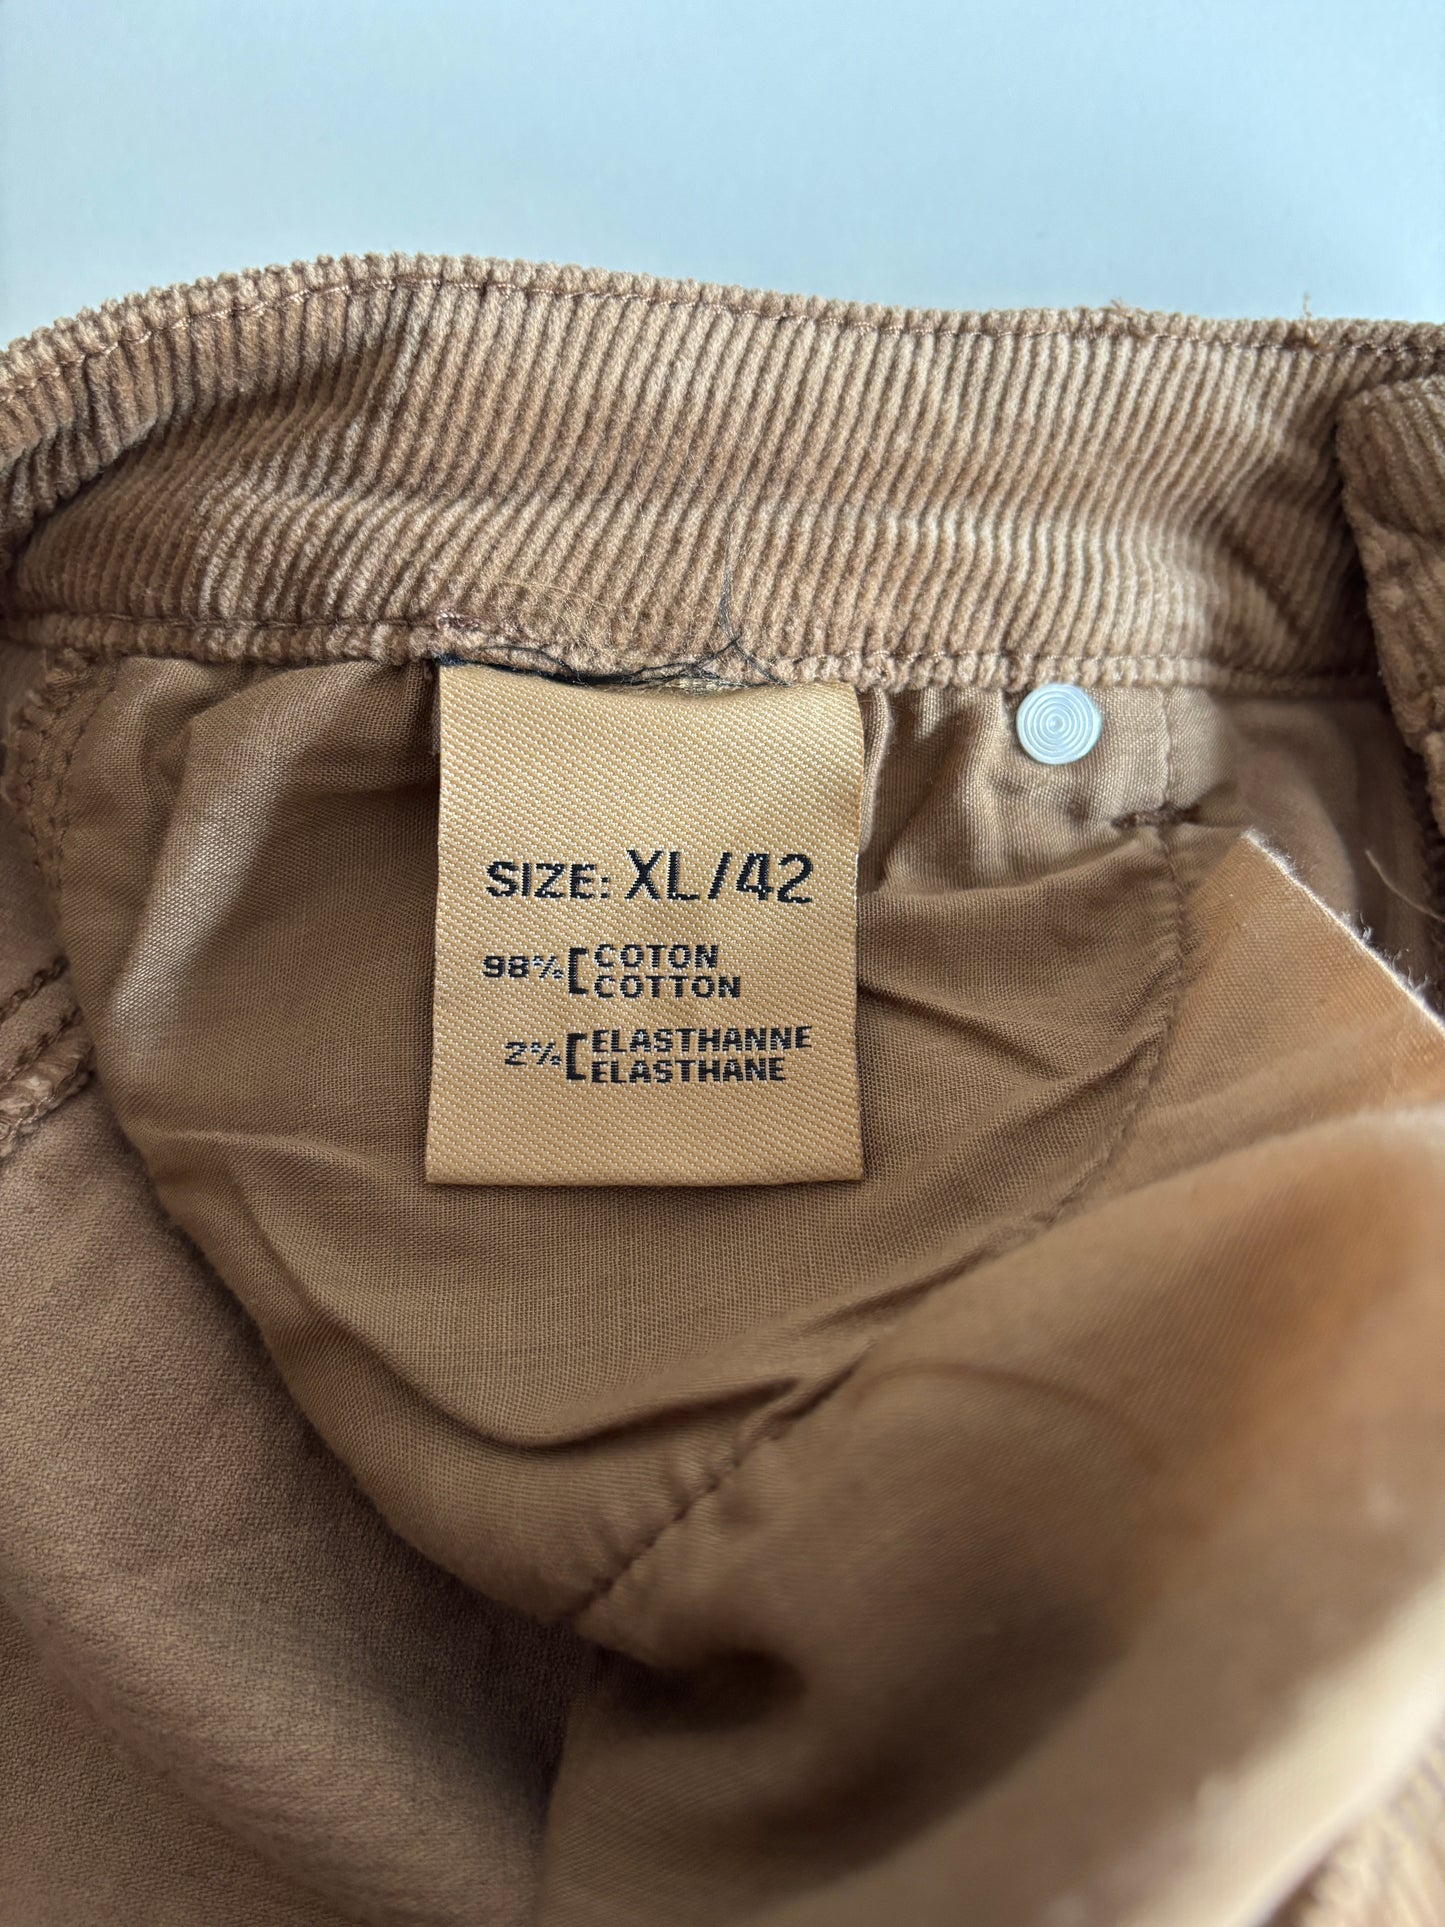 SIZE: XL/42
98% [ COTON
COTTON
2% [ ELASTHANNE
ELASTHANE